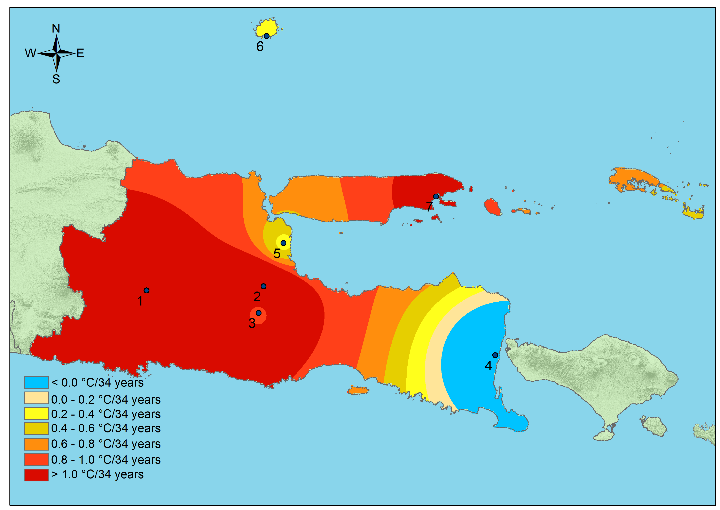 6
N
W E
S
7
5
1
2
3
4
< 0.0 °C/34 years
0.0 - 0.2 °C/34 years
0.2 - 0.4 °C/34 years
0.4 - 0.6 °C/34 years
0.6 - 0.8 °C/34 years
0.8 - 1.0 °C/34 years
> 1.0 °C/34 years